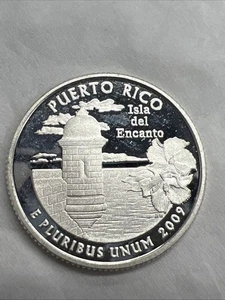 PUERTO RICO
Isla
del
Encanto
E PLURIBUS UNUM 2009